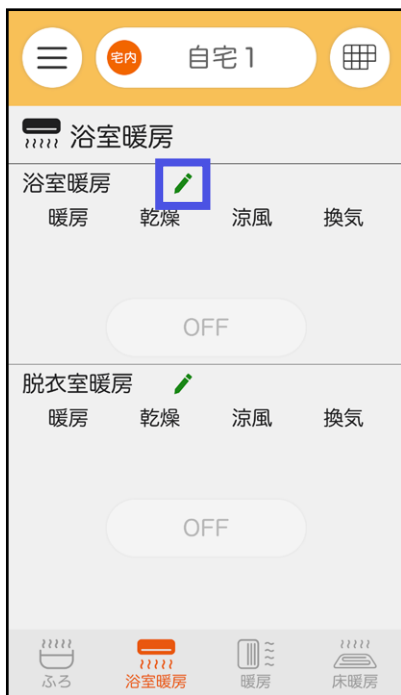 宅内 自宅1
浴室暖房
浴室暖房
暖房 乾燥 涼風 換気
OFF
脱衣室暖房
暖房 乾燥 涼風 換気
OFF
ふろ 浴室暖房 暖房 床暖房